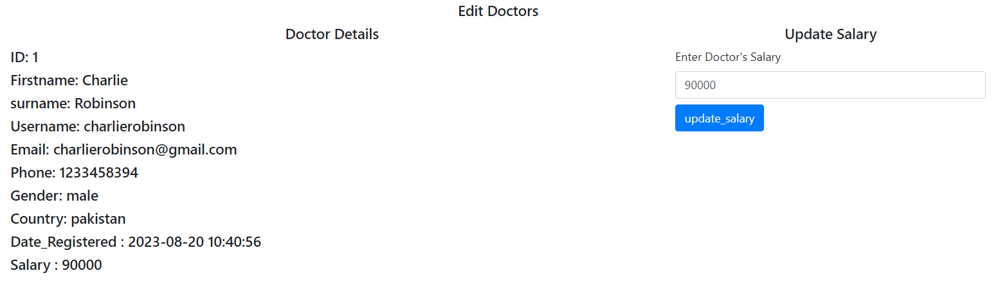 Edit Doctors
Doctor Details
ID: 1
Firstname: Charlie
surname: Robinson
Username: charlierobinson
Email: charlierobinson@gmail.com
Phone: 1233458394
Gender: male
Country: pakistan
Date_Registered : 2023-08-20 10:40:56
Salary : 90000
Update Salary
Enter Doctor's Salary
90000
update_salary